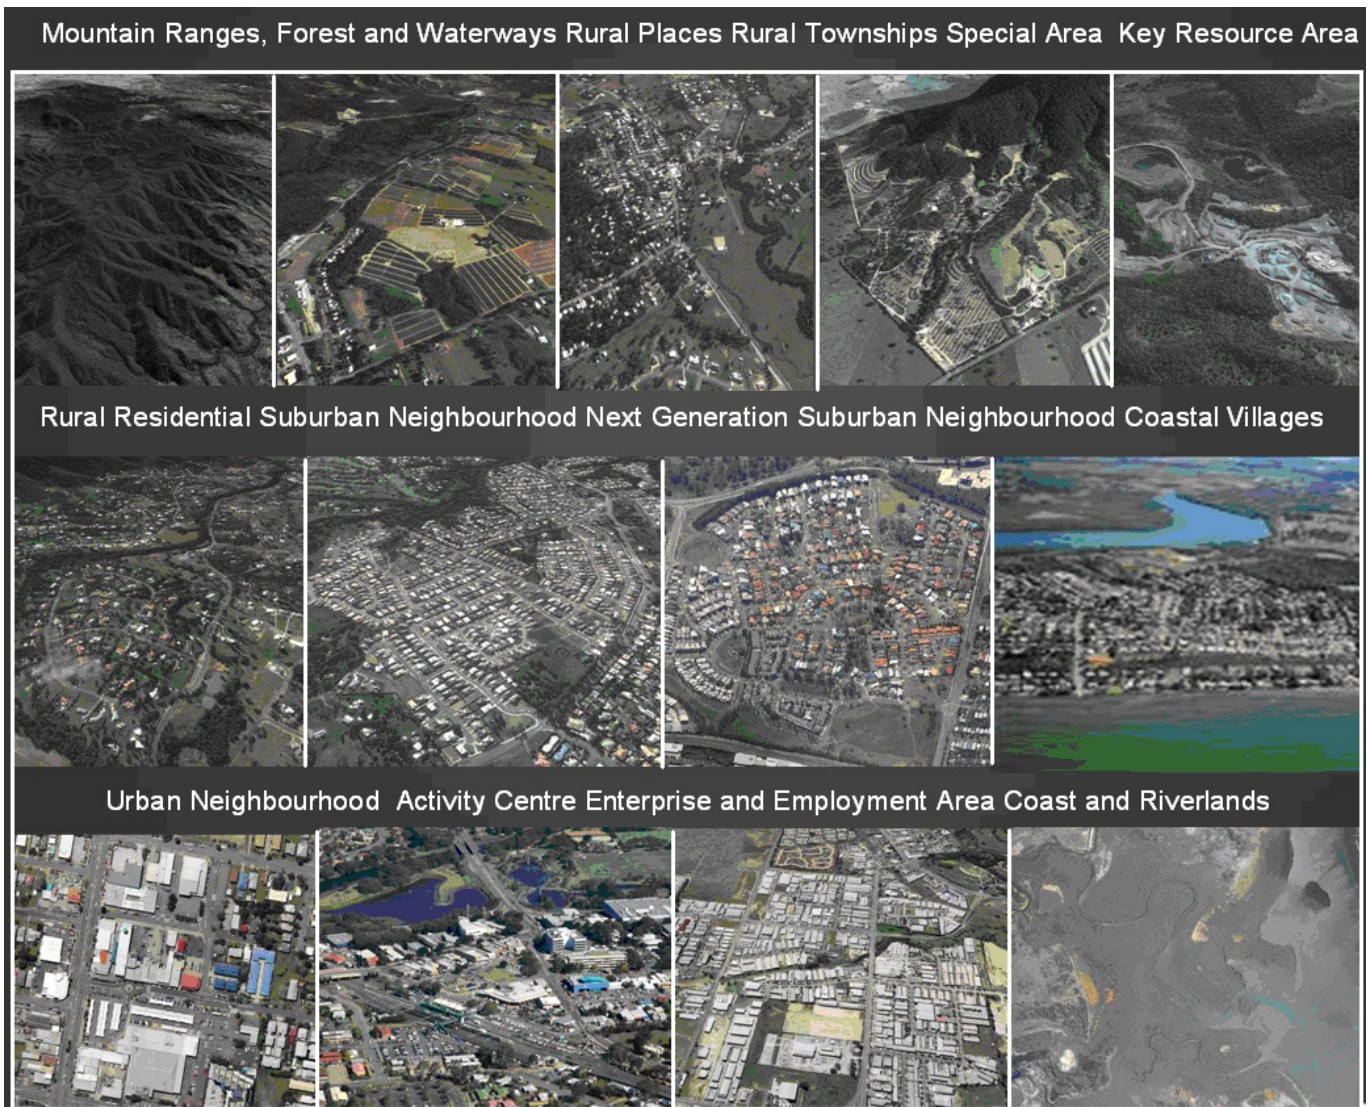 Mountain Ranges, Forest and Waterways Rural Places Rural Townships Special Area Key Resource Area
Rural Residential Suburban Neighbourhood Next Generation Suburban Neighbourhood Coastal Villages
Urban Neighbourhood Activity Centre Enterprise and Employment Area Coast and Riverlands